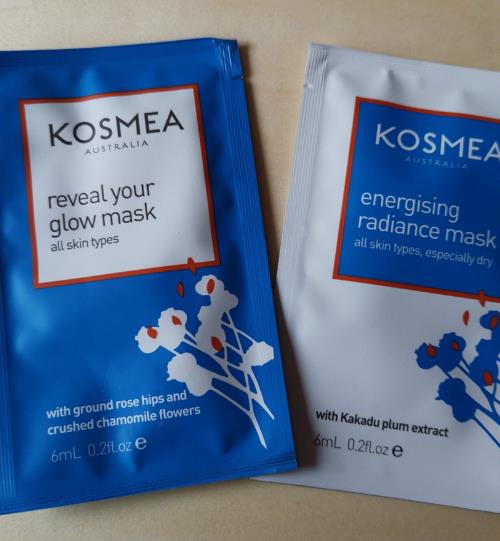 KOSMEA
AUSTRALIA
reveal your
glow mask
all skin types
with ground rose hips and
crushed chamomile flowers
6mL 0.2fl.oz ℮
KOSMEA
AUSTRALIA
energising
radiance mask
all skin types, especially dry
with Kakadu plum extract
6mL 0.2fl.oz ℮